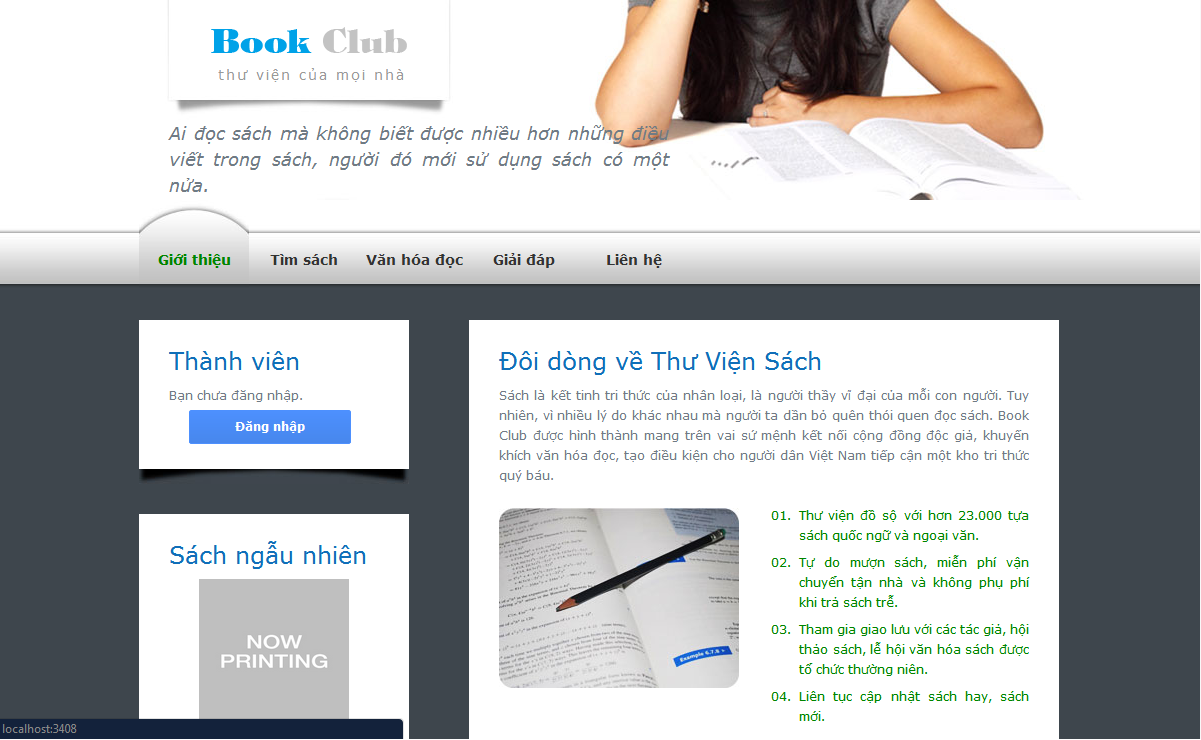 Book Club
thư viện của mọi nhà
Ai đọc sách mà không biết được nhiều hơn những điều
viết trong sách, người đó mới sử dụng sách có một
nửa.
Giới thiệu
Tìm sách
Văn hóa đọc
Giải đáp
Liên hệ
Thành viên
Bạn chưa đăng nhập.
Đăng nhập
Sách ngẫu nhiên
NOW
PRINTING
Đôi dòng về Thư Viện Sách
Sách là kết tinh tri thức của nhân loại, là người thầy vĩ đại của mỗi con người. Tuy
nhiên, vì nhiều lý do khác nhau mà người ta dần bỏ quên thói quen đọc sách. Book
Club được hình thành mang trên vai sứ mệnh kết nối cộng đồng độc giả, khuyến
khích văn hóa đọc, tạo điều kiện cho người dân Việt Nam tiếp cận một kho tri thức
quý báu.
Example 6.7.8
01. Thư viện đồ sộ với hơn 23.000 tựa
sách quốc ngữ và ngoại văn.
02. Tự do mượn sách, miễn phí vận
chuyển tận nhà và không phụ phí
khi trả sách trễ.
03. Tham gia giao lưu với các tác giả, hội
thảo sách, lễ hội văn hóa sách được
tổ chức thường niên.
04. Liên tục cập nhật sách hay, sách
mới.
localhost:3408